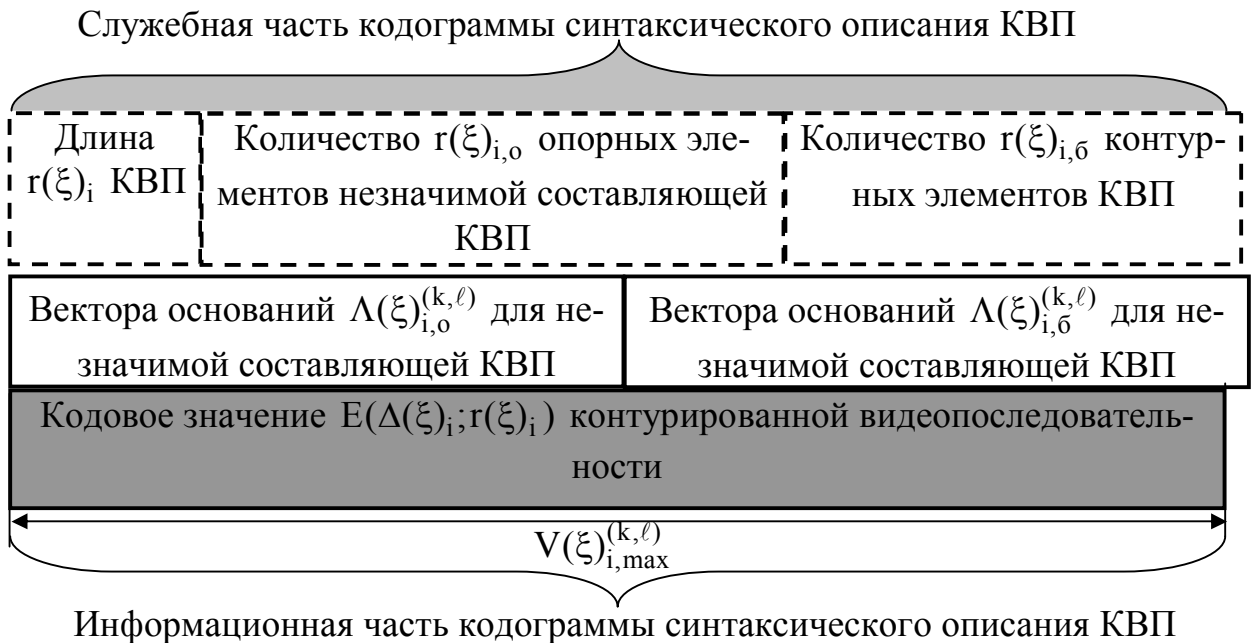 Служебная часть кодограммы синтаксического описания КВП
Длина
r(ξ)i КВП
Количество r(ξ)i,о опорных эле-
ментов незначимой составляющей
КВП
Количество r(ξ)i,б контур-
ных элементов КВП
Вектора оснований Λ(ξ)i,о(k,ℓ) для не-
значимой составляющей КВП
Вектора оснований Λ(ξ)i,б(k,ℓ) для не-
значимой составляющей КВП
Кодовое значение E(Δ(ξ)i;r(ξ)i) контурированной видеопоследователь-
ности
V(ξ)i,max(k,ℓ)
Информационная часть кодограммы синтаксического описания КВП